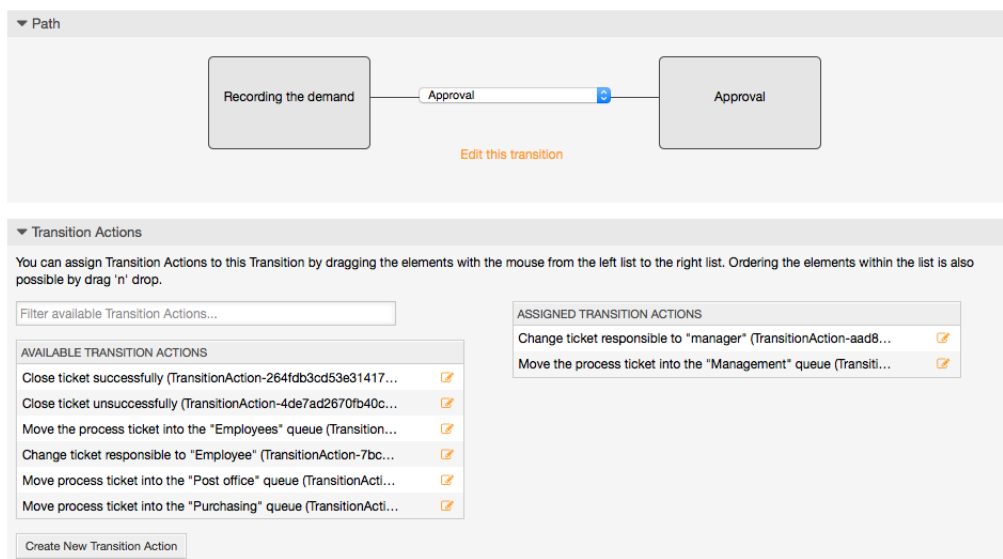 Path
Recording the demand
Approval
Approval
Edit this transition
Transition Actions
You can assign Transition Actions to this Transition by dragging the elements with the mouse from the left list to the right list. Ordering the elements within the list is also
possible by drag 'n' drop.
Filter available Transition Actions...
AVAILABLE TRANSITION ACTIONS
Close ticket successfully (TransitionAction-264fdb3cd53e31417...
Close ticket unsuccessfully (TransitionAction-4de7ad2670fb40c...
Move the process ticket into the "Employees" queue (Transition...
Change ticket responsible to "Employee" (TransitionAction-7bc...
Move process ticket into the "Post office" queue (TransitionActi...
Move process ticket into the "Purchasing" queue (TransitionActi...
Create New Transition Action
ASSIGNED TRANSITION ACTIONS
Change ticket responsible to "manager" (TransitionAction-aad8...
Move the process ticket into the "Management" queue (Transiti...